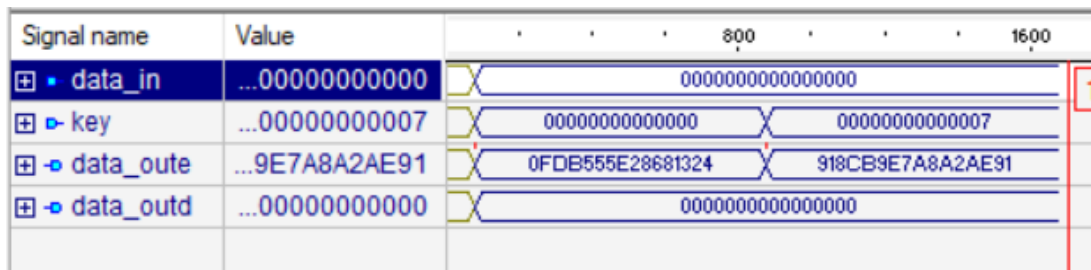 Signal name Value 800 1600
data_in ...00000000000 0000000000000000
key ...00000000007 00000000000000 00000000000007
data_oute ...9E7A8A2AE91 0FDB555E28681324 918CB9E7A8A2AE91
data_outd ...00000000000 0000000000000000